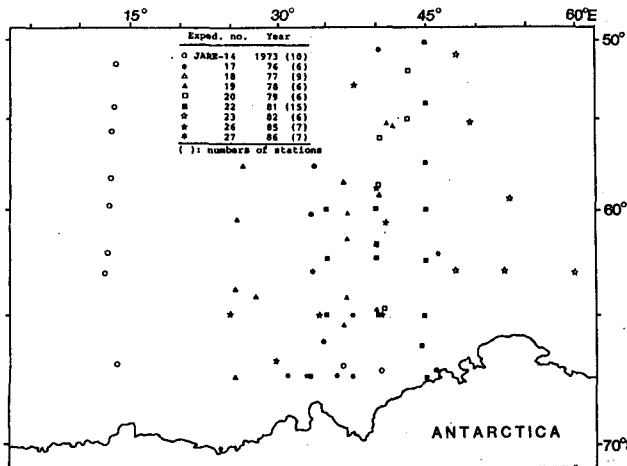 15° 30° 45° 60°E
50°
Exped. no. Year
JARE-14 1973 (10)
17 76 (6)
18 77 (9)
19 78 (6)
20 79 (6)
22 81 (15)
23 82 (6)
26 85 (7)
27 86 (7)
( ): numbers of stations
60°
ANTARCTICA
70°S